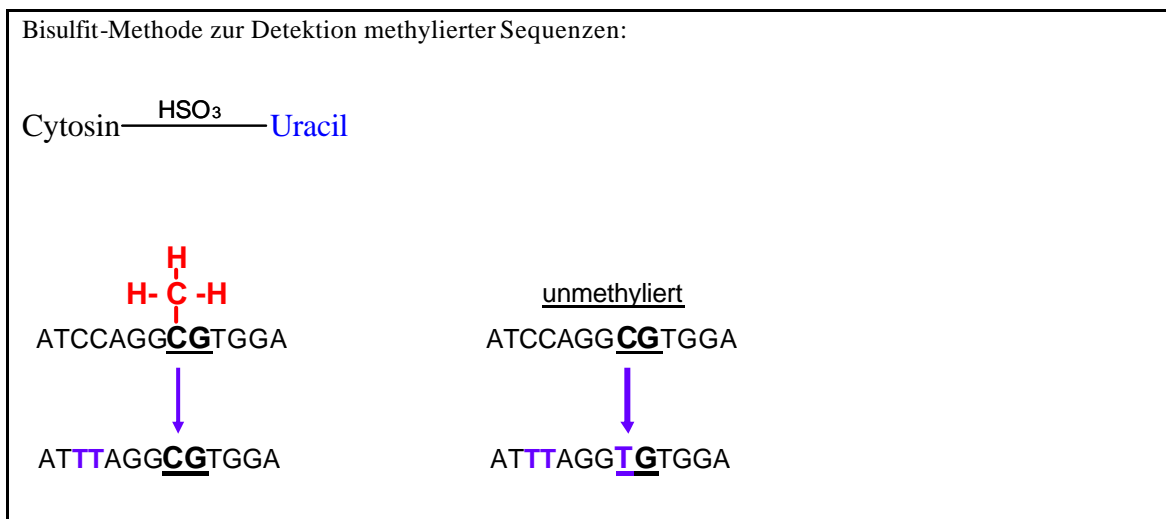 Bisulfit-Methode zur Detektion methylierter Sequenzen:
HSO₃
Cytosin Uracil
H
H- C -H
unmethyliert
ATCCAGGCGTGGA ATCCAGGCGTGGA
ATTTAGGCGTGGA ATTTAGGTGTGGA